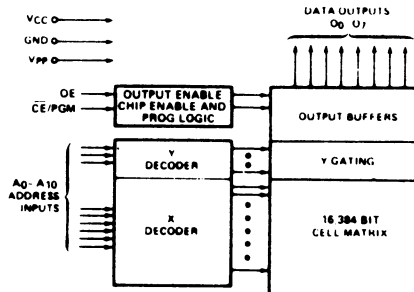 VCC
GND
VPP
DATA OUTPUTS
O0 O7
OE
CE/PGM
OUTPUT ENABLE
CHIP ENABLE AND
PROG LOGIC
OUTPUT BUFFERS
A0-A10
ADDRESS
INPUTS
Y
DECODER
Y GATING
X
DECODER
16 384 BIT
CELL MATRIX